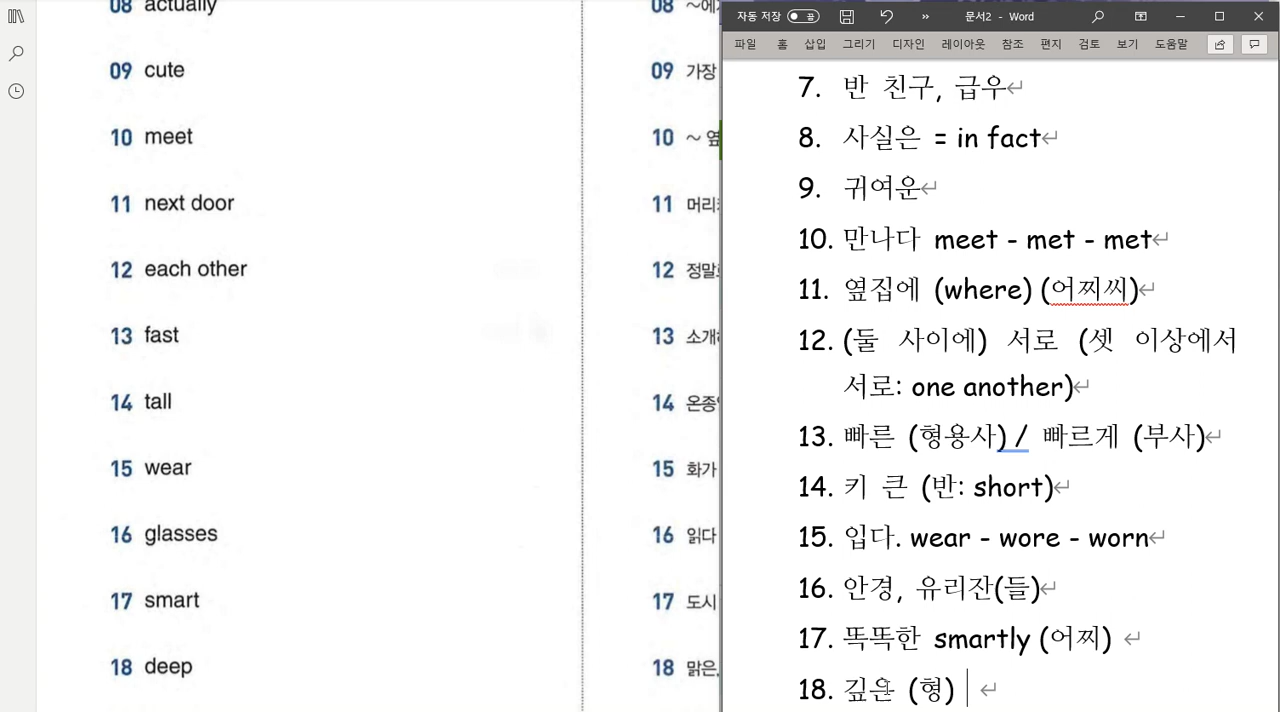 08 actually
09 cute
10 meet
11 next door
12 each other
13 fast
14 tall
15 wear
16 glasses
17 smart
18 deep
08 ~에
09 가장
10 ~ 옆
11 머리
12
13 소개
14 온종
15 화가
16 읽다
17 도시
18 맑은,
자동 저장 끔 문서2 - Word
파일 홈 삽입 그리기 디자인 레이아웃 참조 편지 검토 보기 도움말
7. 반 친구, 급우
8. 사실은 = in fact
9. 귀여운
10. 만나다 meet - met - met
11. 옆집에 (where) (어찌씨)
12. (둘 사이에) 서로 (셋 이상에서
서로: one another)
13. 빠른 (형용사) / 빠르게 (부사)
14. 키 큰 (반: short)
15. 입다. wear - wore - worn
16. 안경, 유리잔(들)
17. 똑똑한 smartly (어찌)
18. 깊은 (형)